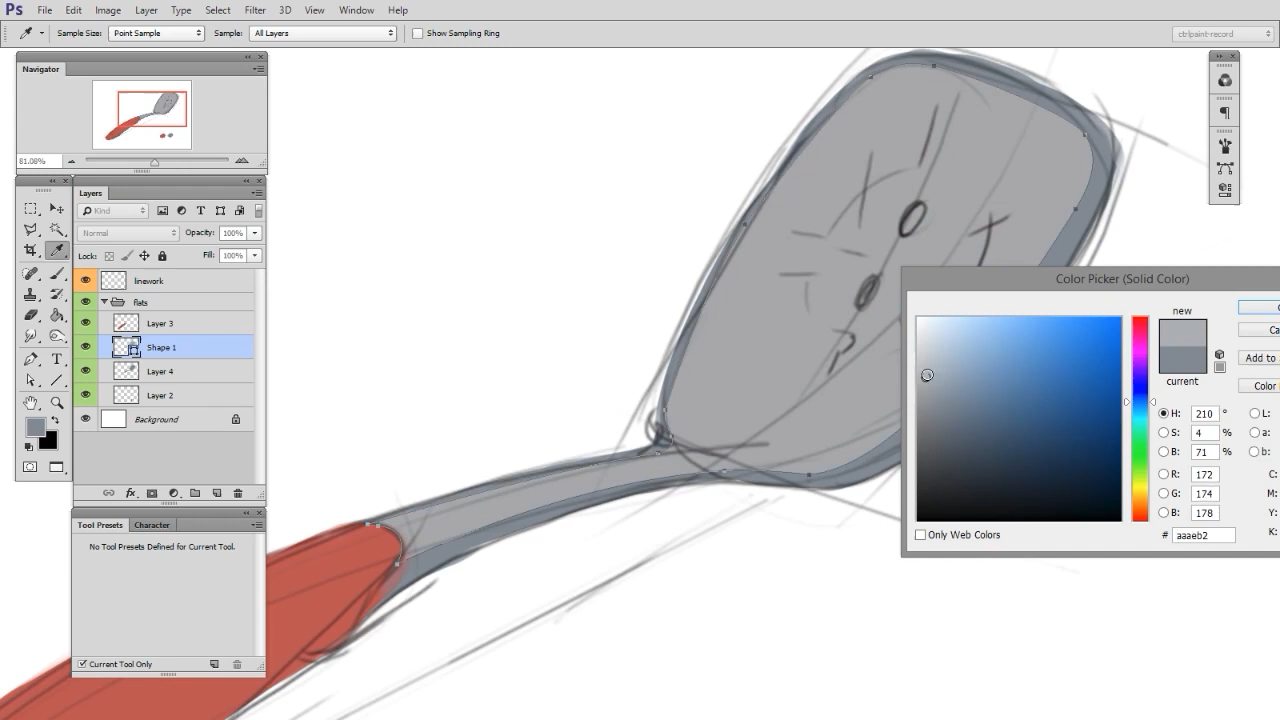 Ps File Edit Image Layer Type Select Filter 3D View Window Help
Sample Size: Point Sample Sample: All Layers Show Sampling Ring ctrlpaint-record
Navigator
81.08%
Layers
Kind
Normal Opacity: 100%
Lock: Fill: 100%
linework
flats
Layer 3
Shape 1
Layer 4
Layer 2
Background
Tool Presets Character
No Tool Presets Defined for Current Tool.
Current Tool Only
Color Picker (Solid Color)
new
current
Ca
Add to
Color
H: 210 ° L:
S: 4 % a:
B: 71 % b:
R: 172 C:
G: 174 M:
B: 178 Y:
# aaaeb2 K:
Only Web Colors